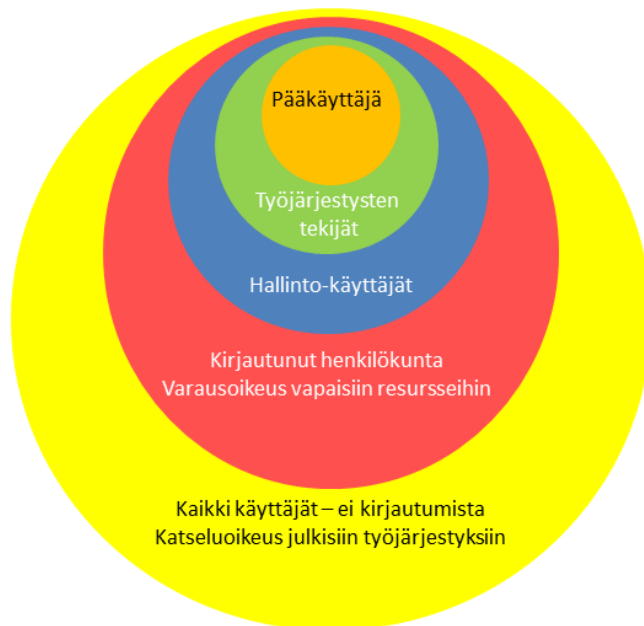 Pääkäyttäjä
Työjärjestysten
tekijät
Hallinto-käyttäjät
Kirjautunut henkilökunta
Varausoikeus vapaisiin resursseihin
Kaikki käyttäjät – ei kirjautumista
Katseluoikeus julkisiin työjärjestyksiin